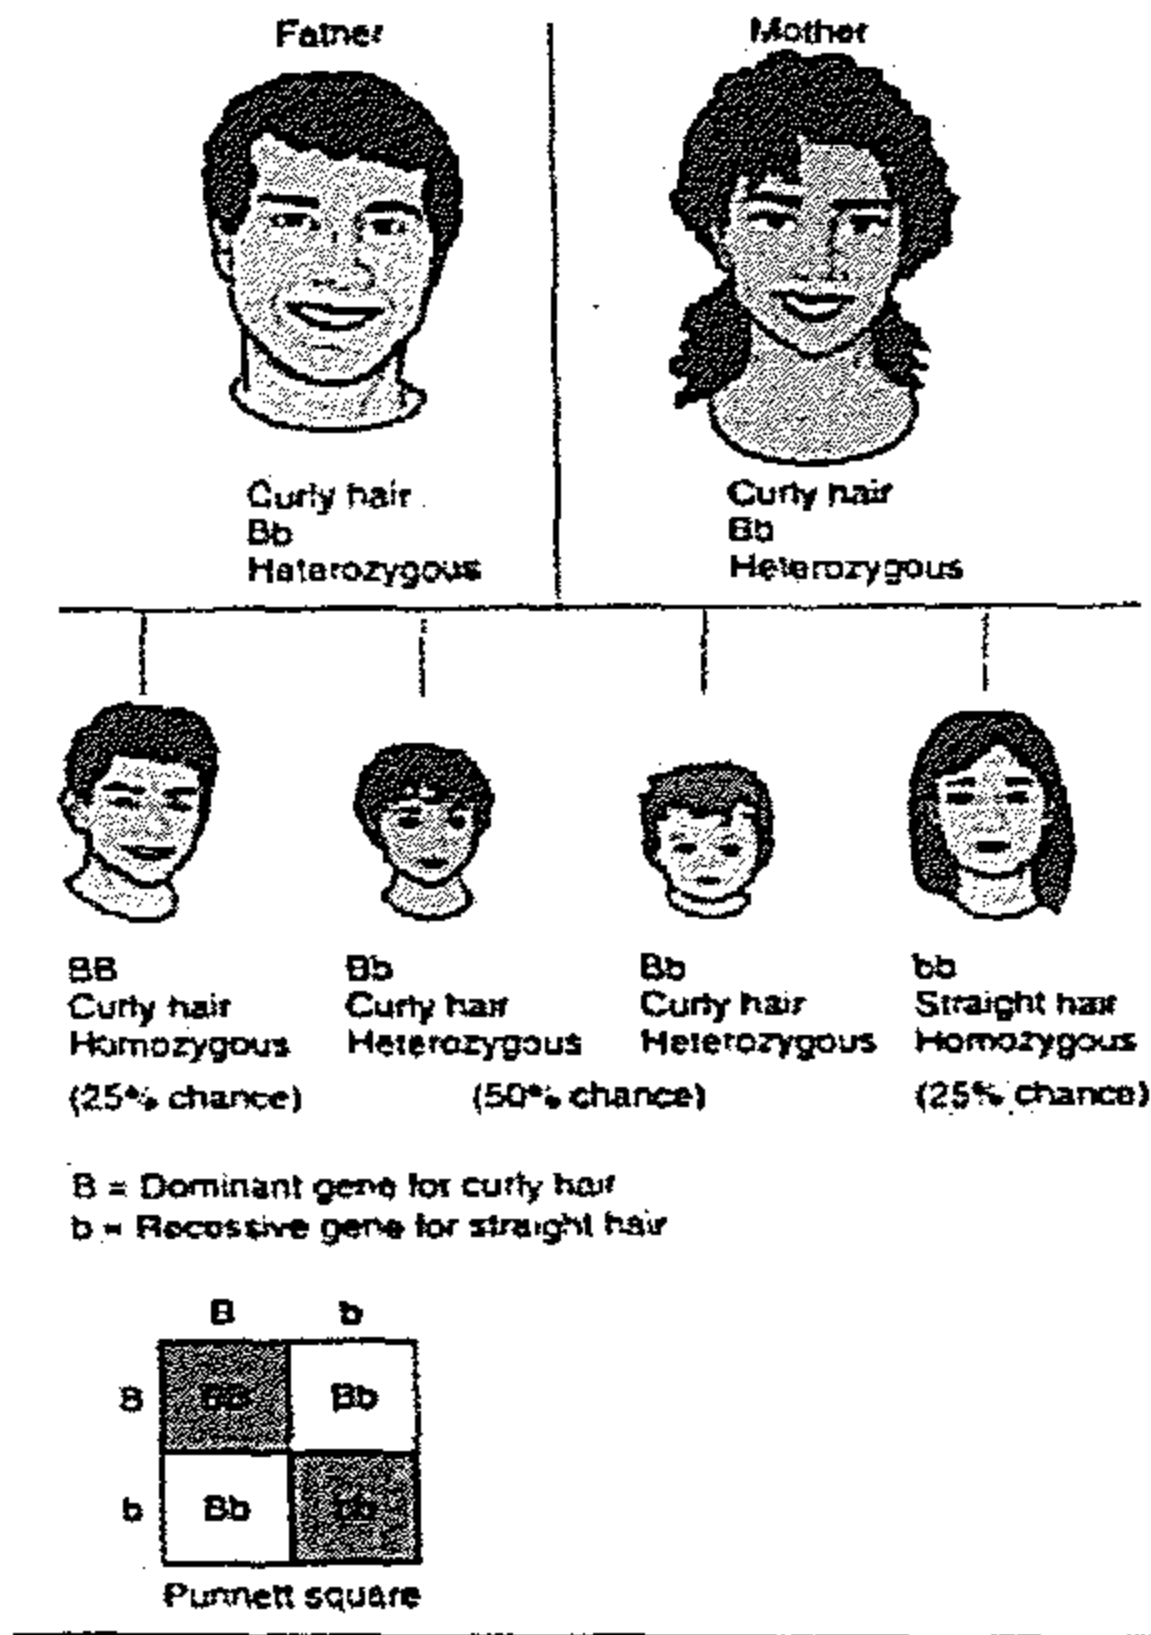 Father
Mother
Curly hair
Bb
Heterozygous
Curly hair
Bb
Heterozygous
BB
Curly hair
Homozygous
(25% chance)
Bb
Curly hair
Heterozygous
Bb
Curly hair
Heterozygous
(50% chance)
bb
Straight hair
Homozygous
(25% chance)
B = Dominant gene for curly hair
b = Recessive gene for straight hair
B b
B BB Bb
b Bb bb
Punnett square